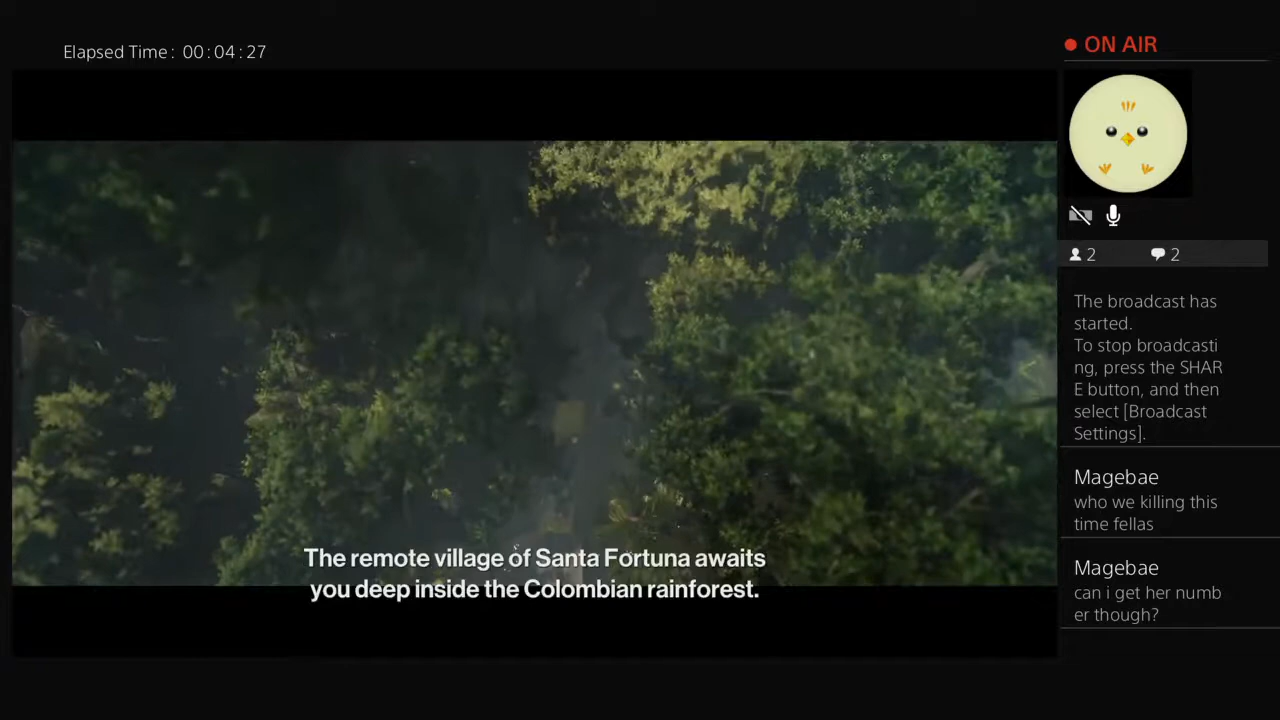 Elapsed Time: 00:04:27
ON AIR
2 2
The broadcast has
started.
To stop broadcasti
ng, press the SHAR
E button, and then
select [Broadcast
Settings].
Magebae
who we killing this
time fellas
Magebae
can i get her numb
er though?
The remote village of Santa Fortuna awaits
you deep inside the Colombian rainforest.